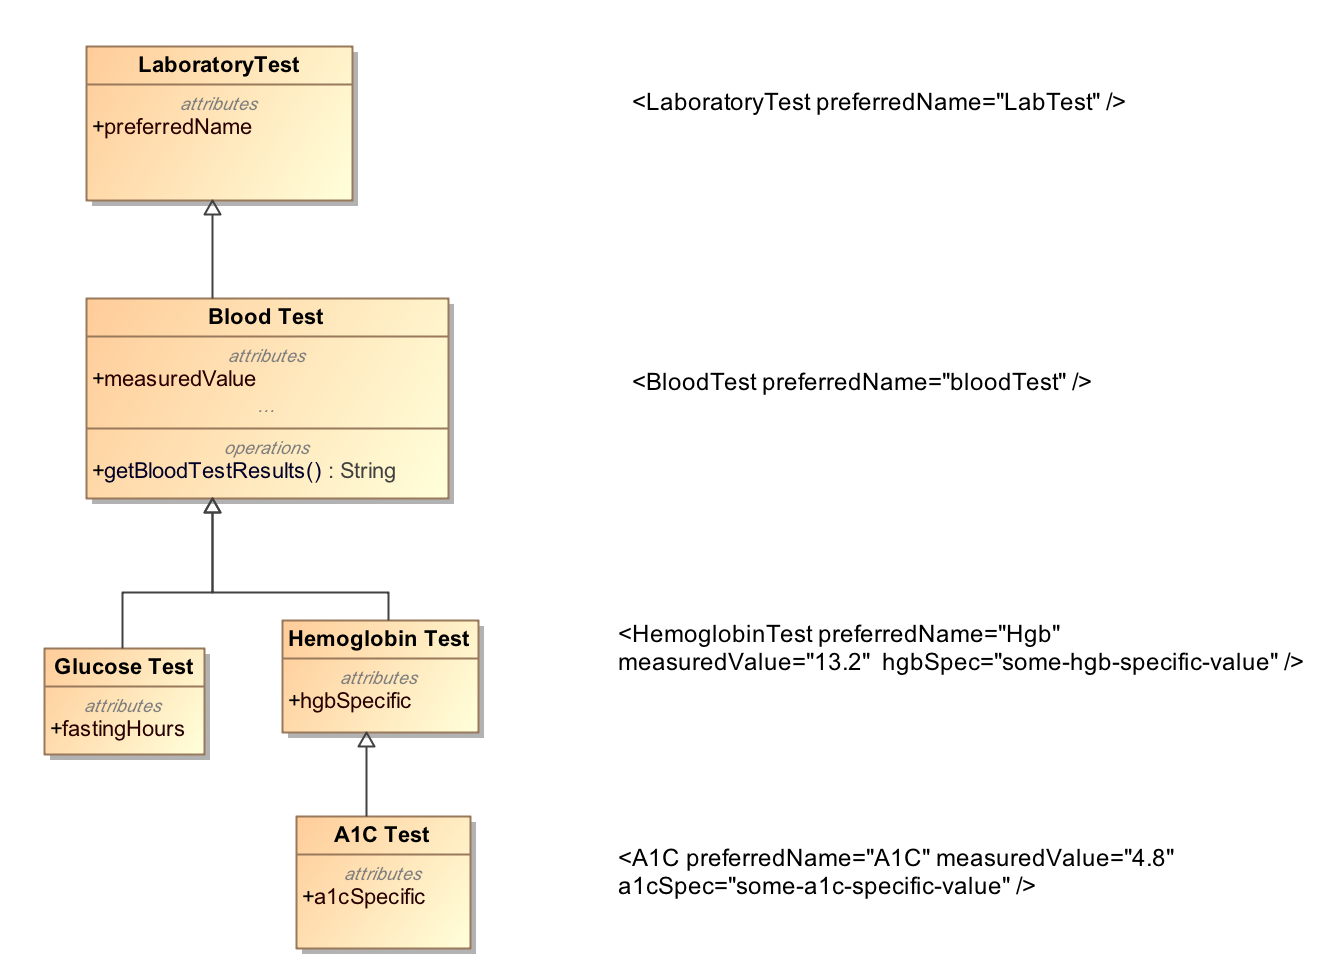 LaboratoryTest
attributes
+preferredName
<LaboratoryTest preferredName="LabTest" />
Blood Test
attributes
+measuredValue
...
operations
+getBloodTestResults() : String
<BloodTest preferredName="bloodTest" />
Glucose Test
attributes
+fastingHours
Hemoglobin Test
attributes
+hgbSpecific
<HemoglobinTest preferredName="Hgb"
measuredValue="13.2"  hgbSpec="some-hgb-specific-value" />
A1C Test
attributes
+a1cSpecific
<A1C preferredName="A1C" measuredValue="4.8"
a1cSpec="some-a1c-specific-value" />